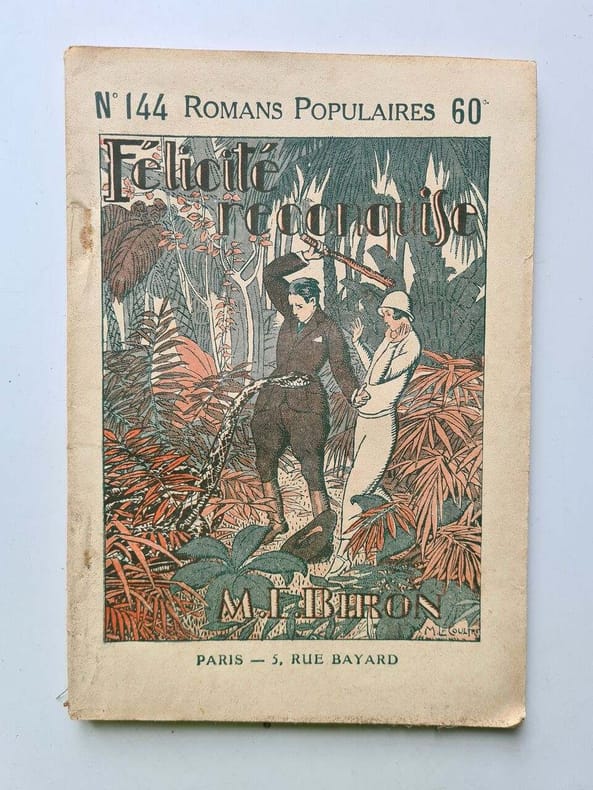 N° 144 ROMANS POPULAIRES 60c.
Félicité
reconquise
M. E. BIRON
PARIS — 5, RUE BAYARD